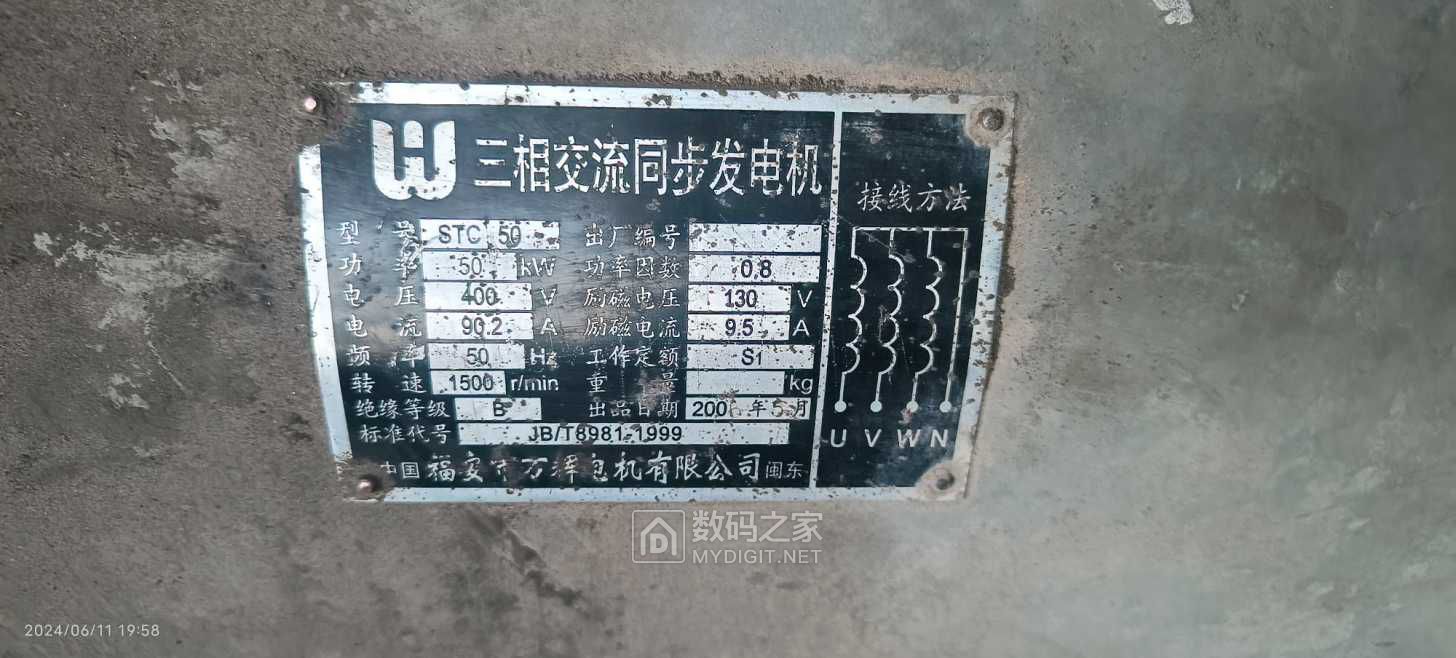 三相交流同步发电机
型号 STC 50 出厂编号
功率 50 kW 功率因数 0.8
电压 400 V 励磁电压 130 V
电流 90.2 A 励磁电流 9.5 A
频率 50 Hz 工作定额 S1
转速 1500 r/min 重量 kg
绝缘等级 B 出品日期 200 年5月
标准代号 JB/T8981-1999
中国福安市万泽电机有限公司 闽东
接线方法
U V W N
数码之家
MYDIGIT.NET
2024/06/11 19:58